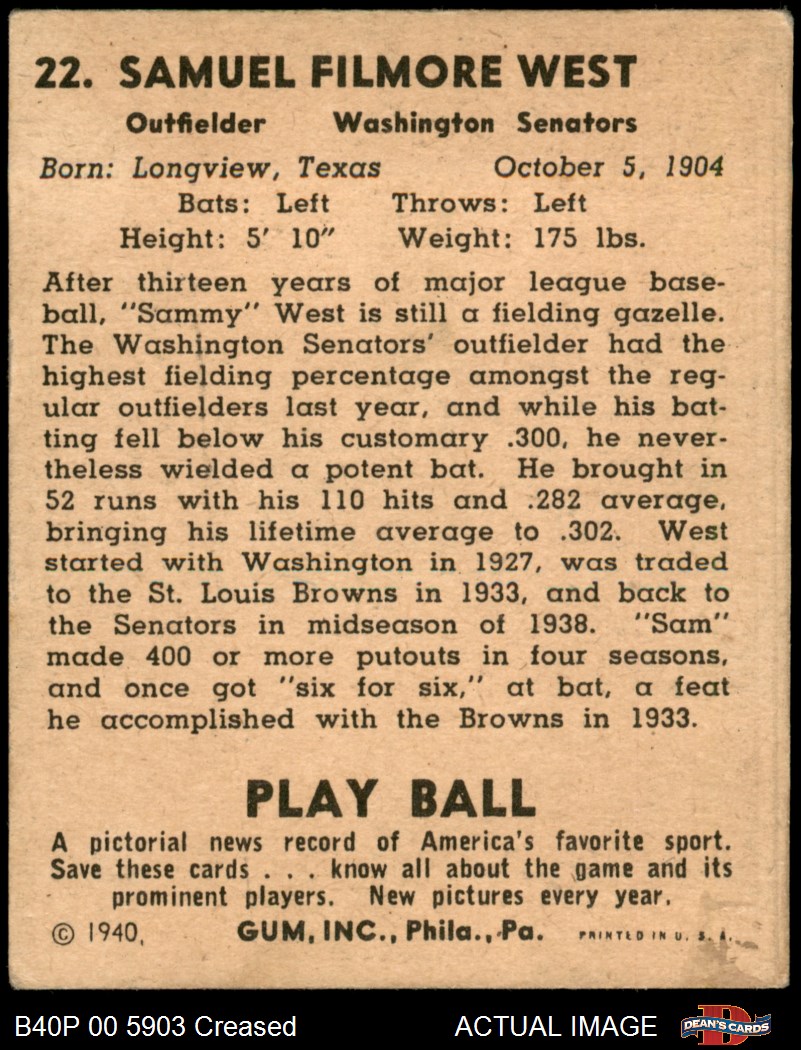 22. SAMUEL FILMORE WEST
Outfielder Washington Senators
Born: Longview, Texas October 5, 1904
Bats: Left Throws: Left
Height: 5' 10" Weight: 175 lbs.
After thirteen years of major league base-
ball, "Sammy" West is still a fielding gazelle.
The Washington Senators' outfielder had the
highest fielding percentage amongst the reg-
ular outfielders last year, and while his bat-
ting fell below his customary .300, he never-
theless wielded a potent bat. He brought in
52 runs with his 110 hits and .282 average,
bringing his lifetime average to .302. West
started with Washington in 1927, was traded
to the St. Louis Browns in 1933, and back to
the Senators in midseason of 1938. "Sam"
made 400 or more putouts in four seasons,
and once got "six for six," at bat, a feat
he accomplished with the Browns in 1933.
PLAY BALL
A pictorial news record of America's favorite sport.
Save these cards . . . know all about the game and its
prominent players. New pictures every year.
© 1940, GUM, INC., Phila., Pa. PRINTED IN U. S. A.
B40P 00 5903 Creased ACTUAL IMAGE D DEAN'S CARDS